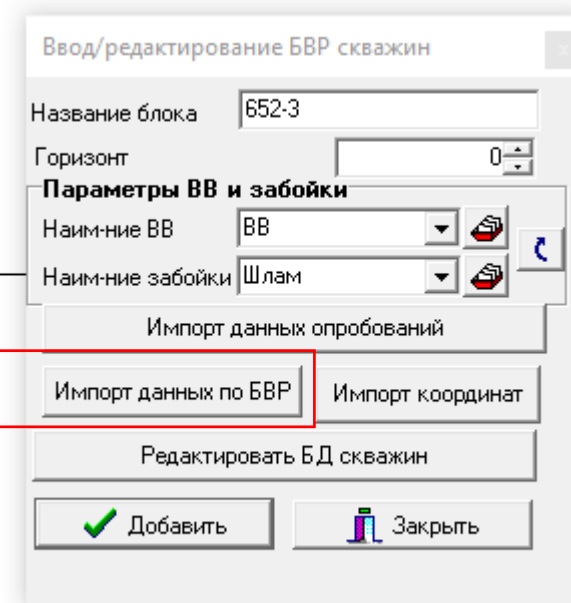 Ввод/редактирование БВР скважин
Название блока 652-3
Горизонт 0
Параметры ВВ и забойки
Наим-ние ВВ ВВ
Наим-ние забойки Шлам
Импорт данных опробований
Импорт данных по БВР Импорт координат
Редактировать БД скважин
Добавить Закрыть